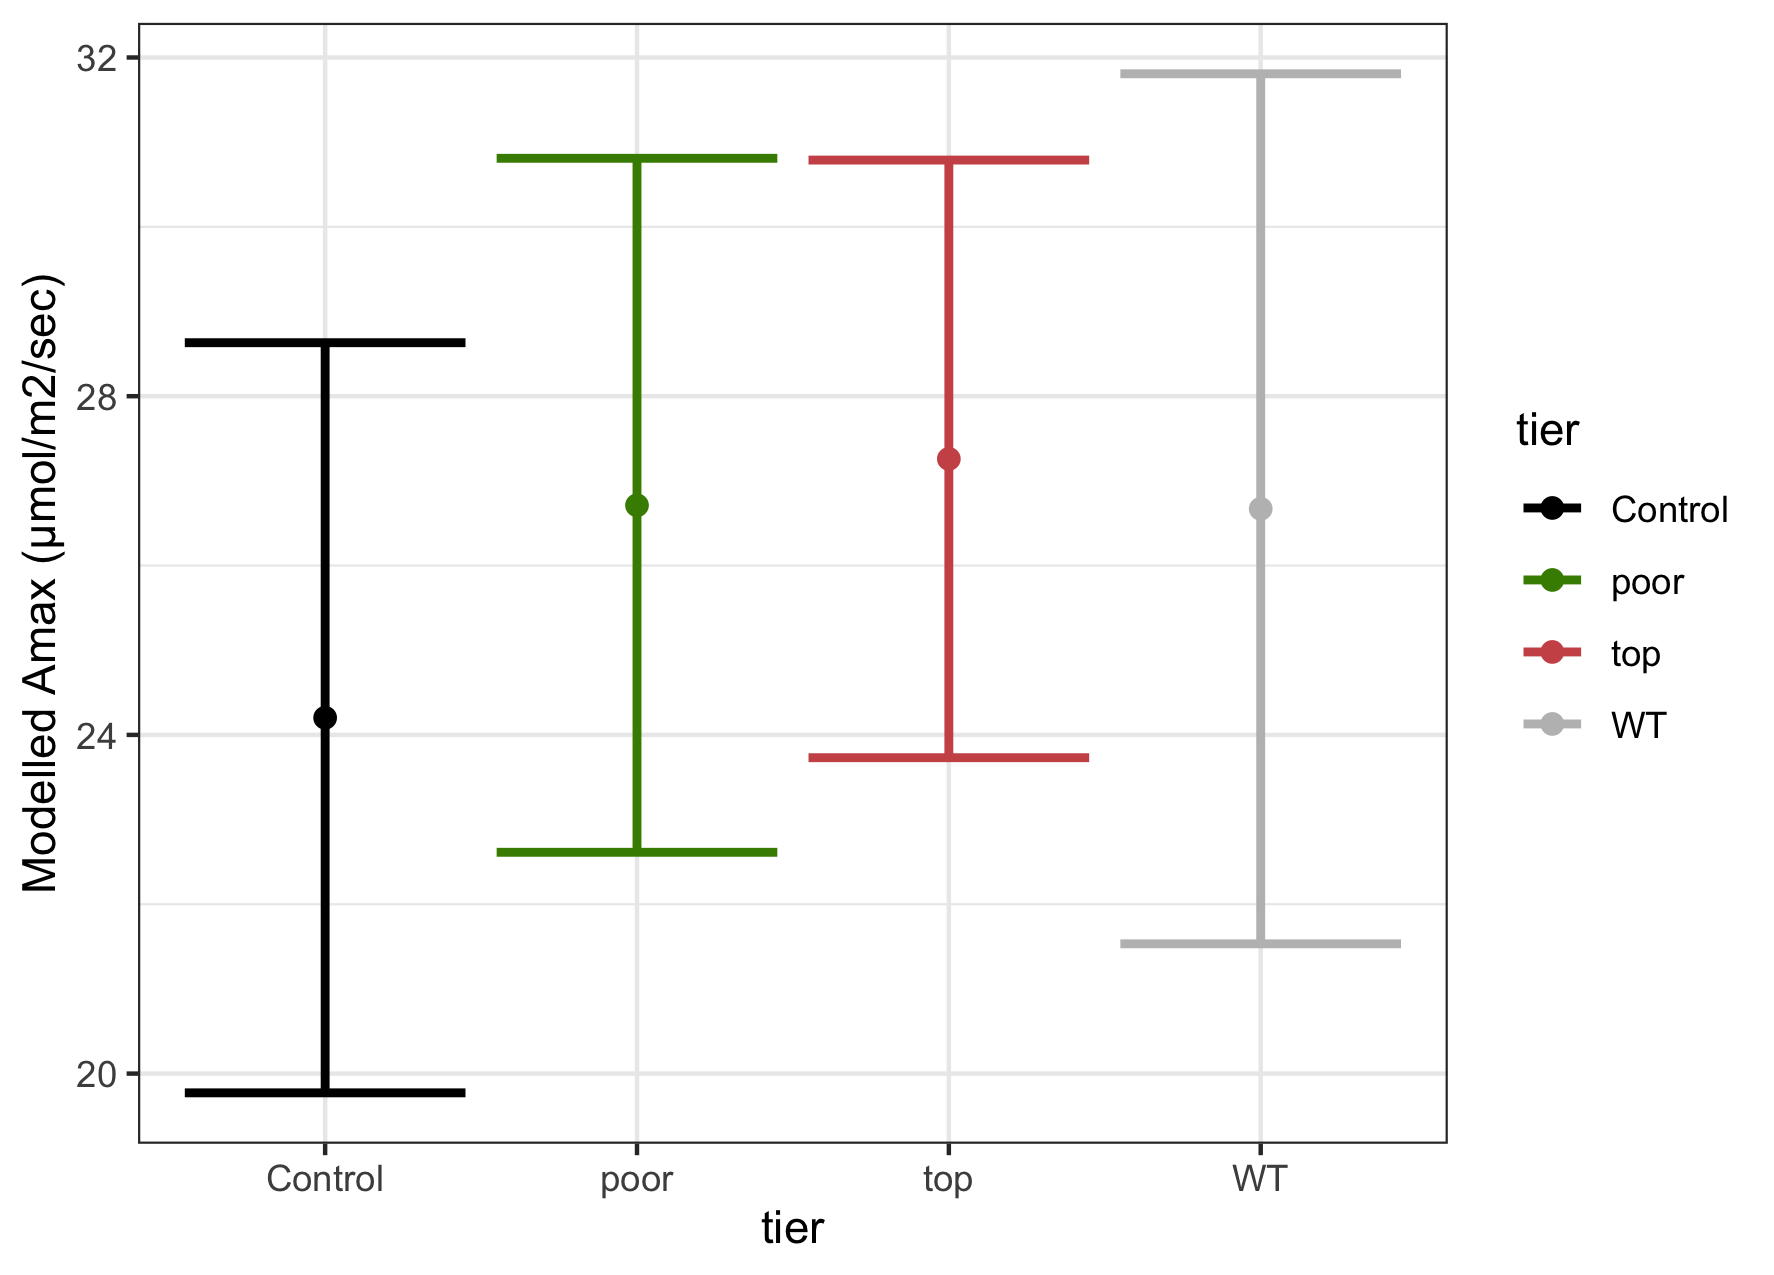 Modelled Amax (μmol/m2/sec)
32
28
24
20
Control
poor
top
WT
tier
tier
Control
poor
top
WT